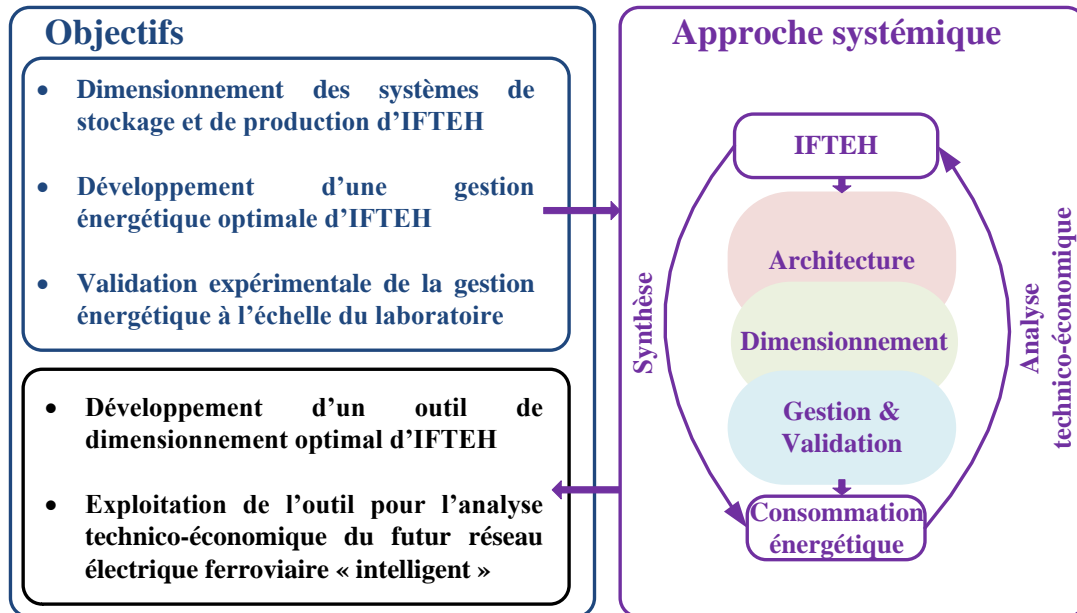 Objectifs
• Dimensionnement des systèmes de
stockage et de production d'IFTEH
• Développement d'une gestion
énergétique optimale d'IFTEH
• Validation expérimentale de la gestion
énergétique à l'échelle du laboratoire
• Développement d'un outil de
dimensionnement optimal d'IFTEH
• Exploitation de l'outil pour l'analyse
technico-économique du futur réseau
électrique ferroviaire « intelligent »
Approche systémique
IFTEH
Architecture
Dimensionnement
Gestion &
Validation
Consommation
énergétique
Synthèse
Analyse
technico-économique